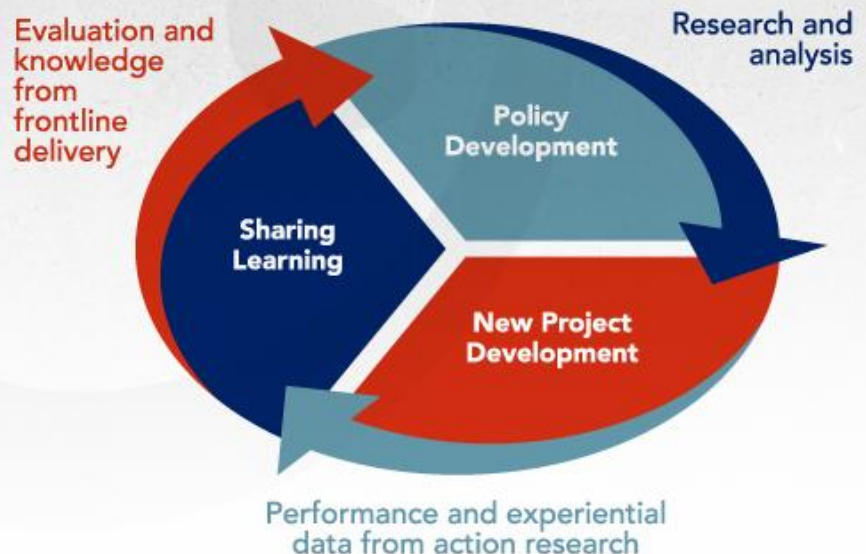 Evaluation and
knowledge
from
frontline
delivery
Research and
analysis
Policy
Development
Sharing
Learning
New Project
Development
Performance and experiential
data from action research